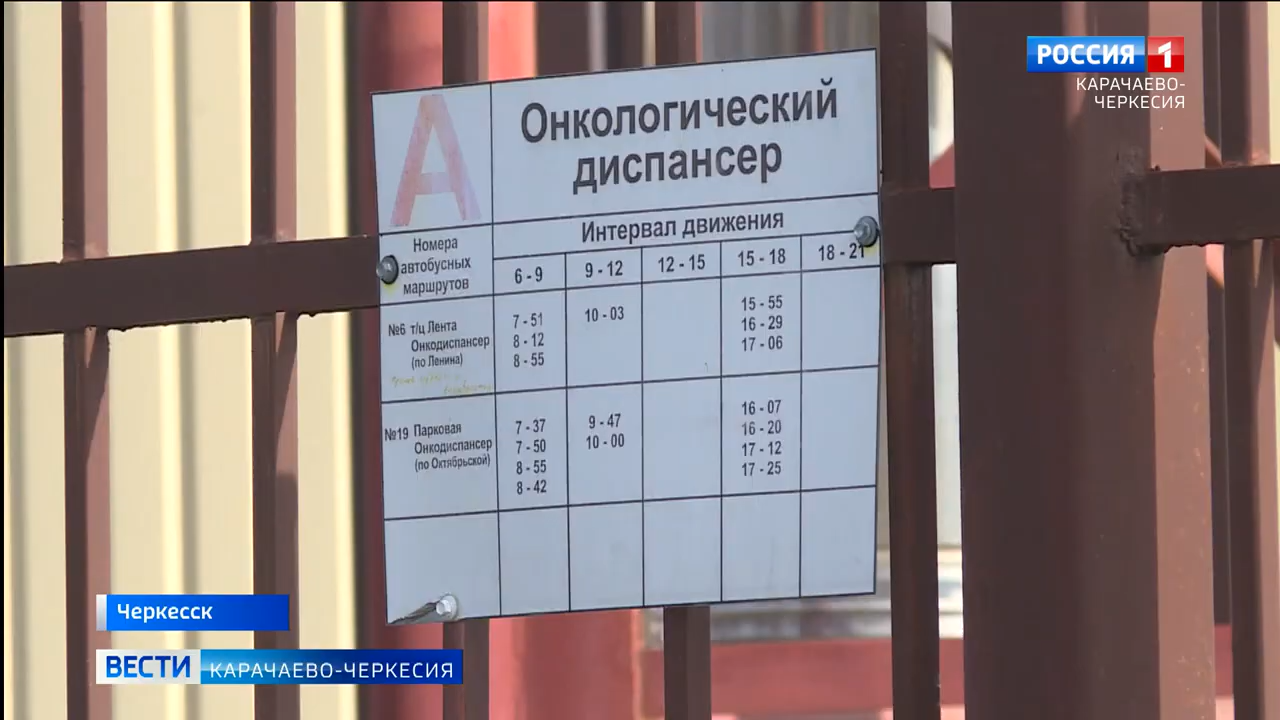 РОССИЯ 1
КАРАЧАЕВО-
ЧЕРКЕСИЯ
А
Онкологический
диспансер
Номера
автобусных
маршрутов
Интервал движения
6 - 9 9 - 12 12 - 15 15 - 18 18 - 21
№6 т/ц Лента
Онкодиспансер
(по Ленина)
7 - 51
8 - 12
8 - 55
10 - 03
15 - 55
16 - 29
17 - 06
№19 Парковая
Онкодиспансер
(по Октябрьской)
7 - 37
7 - 50
8 - 55
8 - 42
9 - 47
10 - 00
16 - 07
16 - 20
17 - 12
17 - 25
Черкесск
ВЕСТИ КАРАЧАЕВО-ЧЕРКЕСИЯ